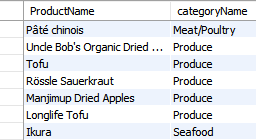 ProductName categoryName
Pâté chinois Meat/Poultry
Uncle Bob's Organic Dried ... Produce
Tofu Produce
Rössle Sauerkraut Produce
Manjimup Dried Apples Produce
Longlife Tofu Produce
Ikura Seafood